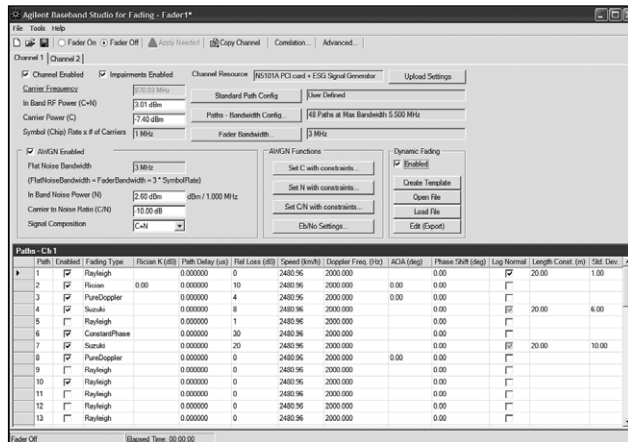 Agilent Baseband Studio for Fading - Fader1*
File Tools Help
Fader On Fader Off Apply Needed Copy Channel Correlation... Advanced...
Channel 1 Channel 2
Channel Enabled Impairments Enabled Channel Resource N5101A PCI card + ESG Signal Generator Upload Settings
Carrier Frequency 870.03 MHz
Standard Path Config User Defined
In Band RF Power (C+N) 3.01 dBm
Carrier Power (C) -7.40 dBm
Paths - Bandwidth Config... 48 Paths at Max Bandwidth 5.500 MHz
Symbol (Chip) Rate x # of Carriers 1 MHz
Fader Bandwidth... 3 MHz
AWGN Enabled AWGN Functions Dynamic Fading
Flat Noise Bandwidth 3 MHz Set C with constraints... Enabled
(FlatNoiseBandwidth = FaderBandwidth = 3 * SymbolRate) Create Template
Set N with constraints...
In Band Noise Power (N) 2.60 dBm dBm / 1.000 MHz Open File
Carrier to Noise Ratio (C/N) -10.00 dB Set C/N with constraints... Load File
Signal Composition C+N Eb/No Settings... Edit (Export)
Paths - Ch 1
Path Enabled Fading Type Rician K (dB) Path Delay (us) Rel Loss (dB) Speed (km/h) Doppler Freq. (Hz) AOA (deg) Phase Shift (deg) Log Normal Length Const. (m) Std. Dev.
1 Rayleigh 0.000000 0 2480.96 2000.000 0.00 20.00 1.00
2 Rician 0.00 0.000000 10 2480.96 2000.000 0.00 0.00
3 PureDoppler 0.000000 4 2480.96 2000.000 0.00 0.00
4 Suzuki 0.000000 8 2480.96 2000.000 0.00 20.00 6.00
5 Rayleigh 0.000000 1 2480.96 2000.000 0.00
6 ConstantPhase 0.000000 30 2480.96 2000.000 0.00
7 Suzuki 0.000000 20 2480.96 2000.000 0.00 20.00 10.00
8 PureDoppler 0.000000 0 2480.96 2000.000 0.00 0.00
9 Rayleigh 0.000000 0 2480.96 2000.000 0.00
10 Rayleigh 0.000000 0 2480.96 2000.000 0.00
11 Rayleigh 0.000000 0 2480.96 2000.000 0.00
12 Rayleigh 0.000000 0 2480.96 2000.000 0.00
13 Rayleigh 0.000000 0 2480.96 2000.000 0.00
Fader Off Elapsed Time: 00:00:00